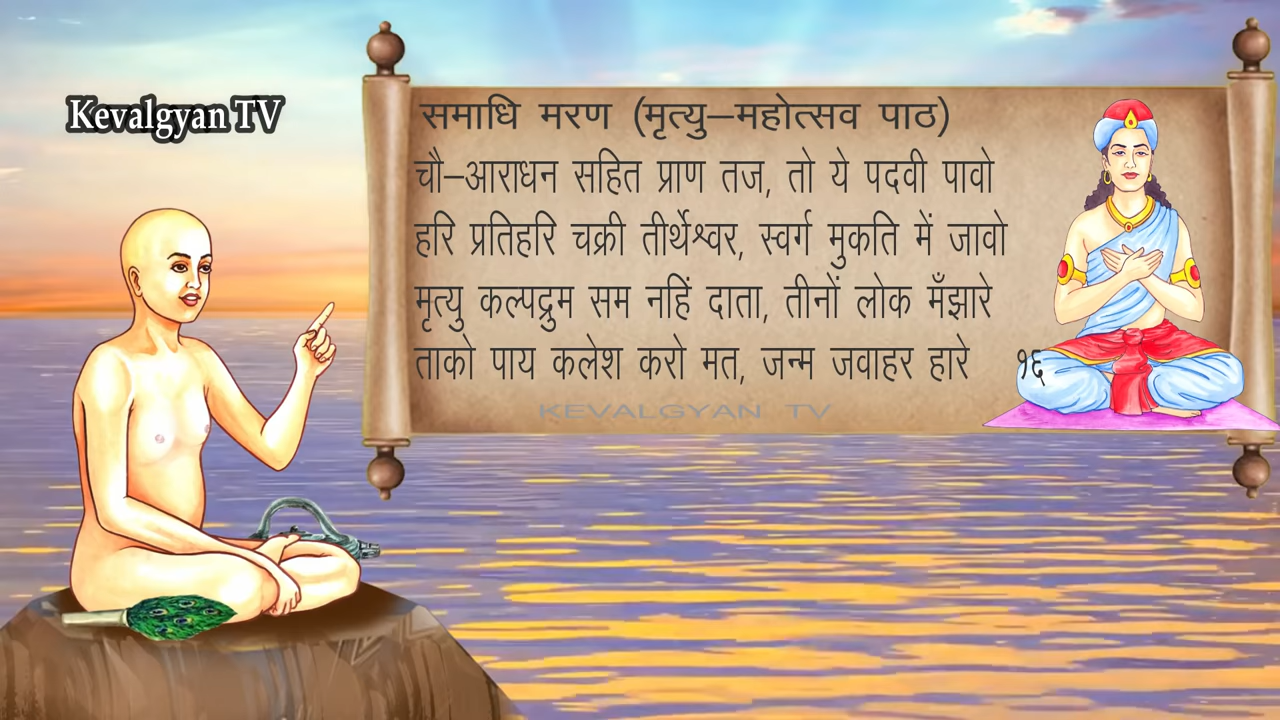 Kevalgyan TV
समाधि मरण (मृत्यु–महोत्सव पाठ)
चौ–आराधन सहित प्राण तज, तो ये पदवी पावो
हरि प्रतिहरि चक्री तीर्थेश्वर, स्वर्ग मुकति में जावो
मृत्यु कल्पद्रुम सम नहिं दाता, तीनों लोक मँझारे
ताको पाय कलेश करो मत, जन्म जवाहर हारे १६
KEVALGYAN TV